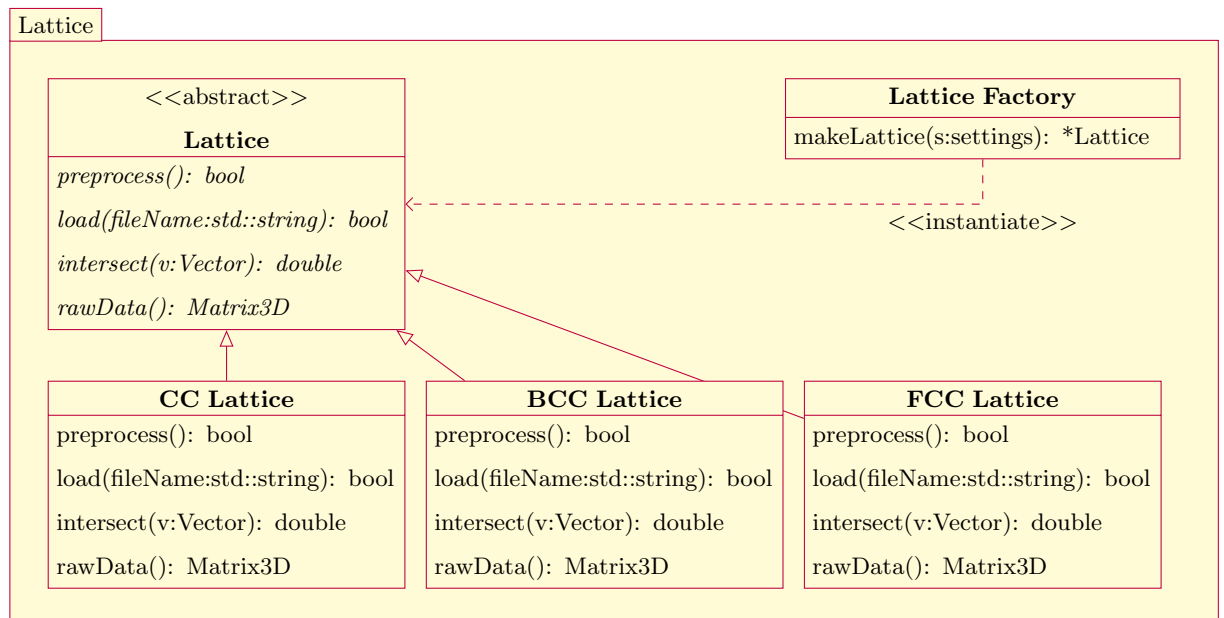 Lattice
<<abstract>>
Lattice
preprocess(): bool
load(fileName:std::string): bool
intersect(v:Vector): double
rawData(): Matrix3D
Lattice Factory
makeLattice(s:settings): *Lattice
<<instantiate>>
CC Lattice
preprocess(): bool
load(fileName:std::string): bool
intersect(v:Vector): double
rawData(): Matrix3D
BCC Lattice
preprocess(): bool
load(fileName:std::string): bool
intersect(v:Vector): double
rawData(): Matrix3D
FCC Lattice
preprocess(): bool
load(fileName:std::string): bool
intersect(v:Vector): double
rawData(): Matrix3D